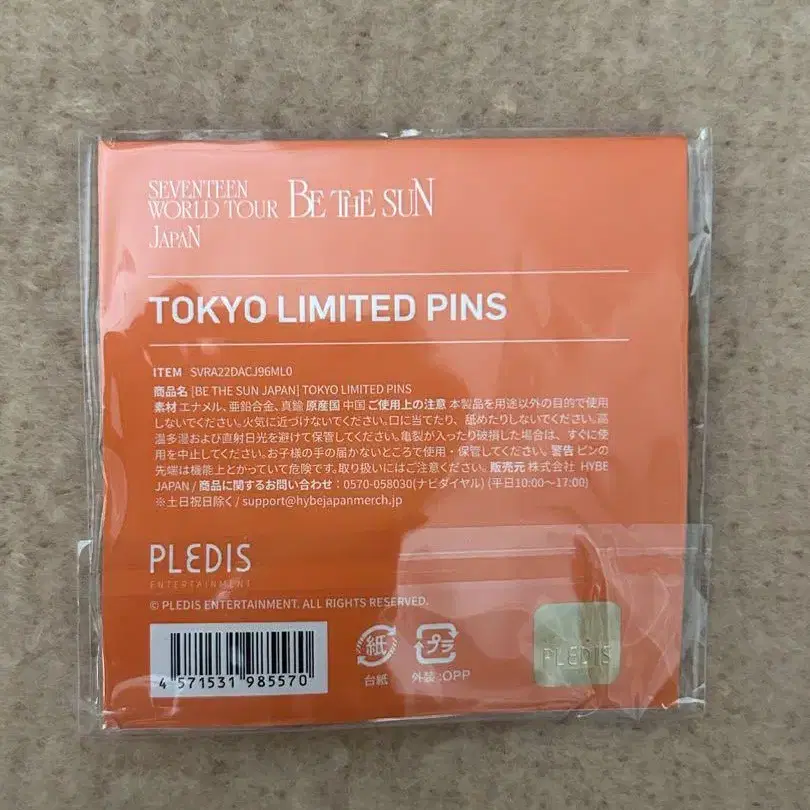 SEVENTEEN
WORLD TOUR BE THE SUN
JAPAN
TOKYO LIMITED PINS
ITEM SVRA22DACJ96ML0
商品名 [BE THE SUN JAPAN] TOKYO LIMITED PINS
素材 エナメル、亜鉛合金、真鍮 原産国 中国 ご使用上の注意 本製品を用途以外の目的で使用
しないでください。火気に近づけないでください。口に当てたり、舐めたりしないでください。高
温多湿および直射日光を避けて保管してください。亀裂が入ったり破損した場合は、すぐに使
用を中止してください。お子様の手の届かないところで使用・保管してください。警告 ピンの
先端は機能上とがっていて危険です。取り扱いにはご注意ください。販売元 株式会社 HYBE
JAPAN / 商品に関するお問い合わせ：0570-058030(ナビダイヤル) (平日10:00〜17:00)
※土日祝日除く / support@hybejapanmerch.jp
PLEDIS
ENTERTAINMENT
© PLEDIS ENTERTAINMENT. ALL RIGHTS RESERVED.
4 571531 985570
紙
台紙
プラ
外装:OPP
PLEDIS